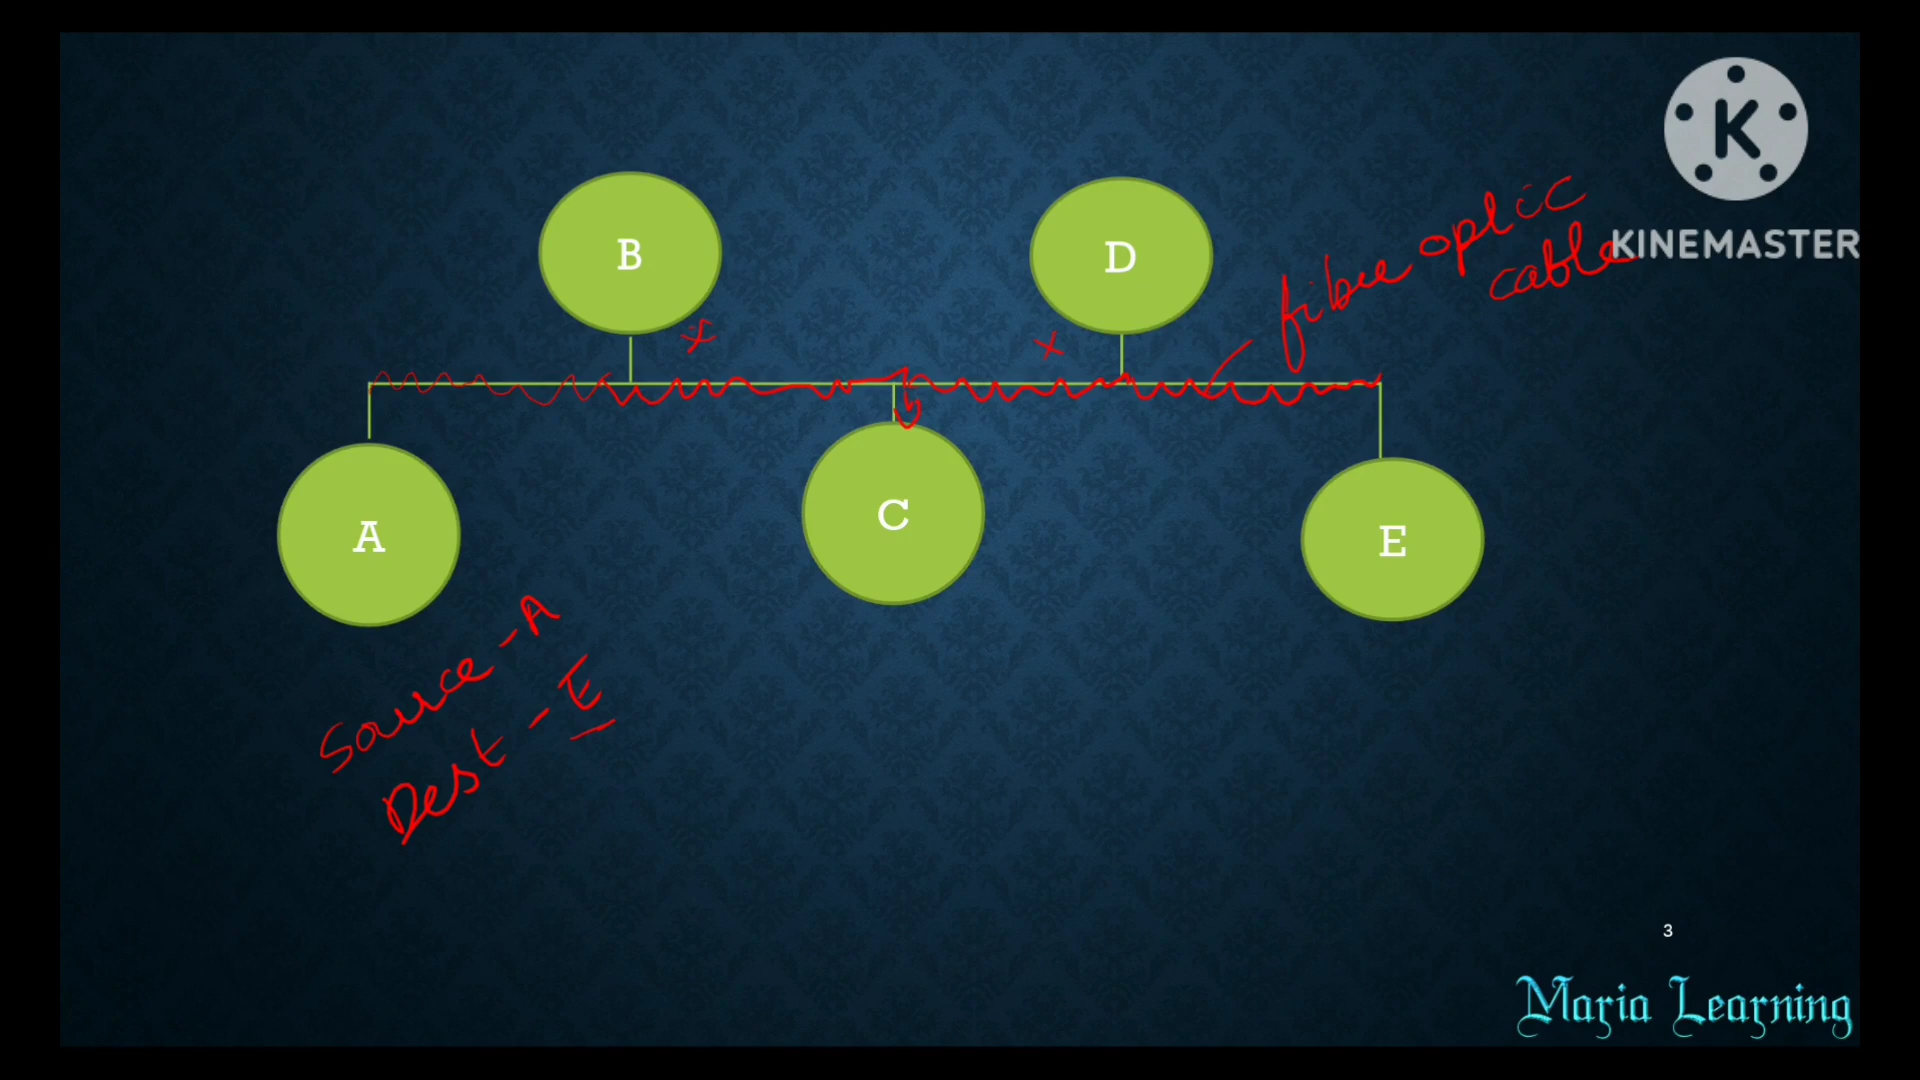 K
KINEMASTER
B
D
fibre optic
cable
x
x
A
C
E
Source - A
Dest - E
3
Maria Learning